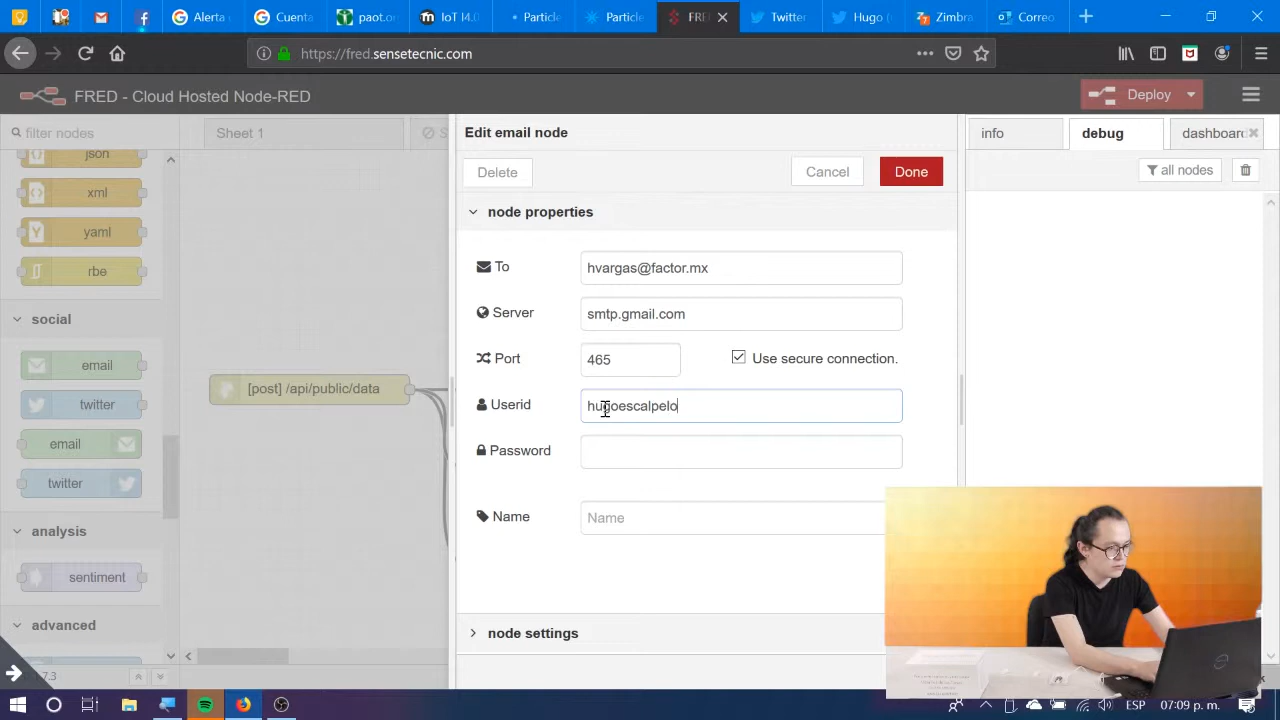 Alerta
Cuenta
paot.or
IoT I4.0
Particle
Particle
FRE
Twitter
Hugo (
Zimbra
Correo
https://fred.sensetecnic.com
FRED - Cloud Hosted Node-RED
Deploy
filter nodes
Sheet 1
Edit email node
info
debug
dashboard
Delete
Cancel
Done
all nodes
json
xml
yaml
rbe
social
email
twitter
email
twitter
analysis
sentiment
advanced
[post] /api/public/data
node properties
To
hvargas@factor.mx
Server
smtp.gmail.com
Port
465
Use secure connection.
Userid
hugoescalpelo
Password
Name
Name
node settings
7.3
ESP
07:09 p. m.